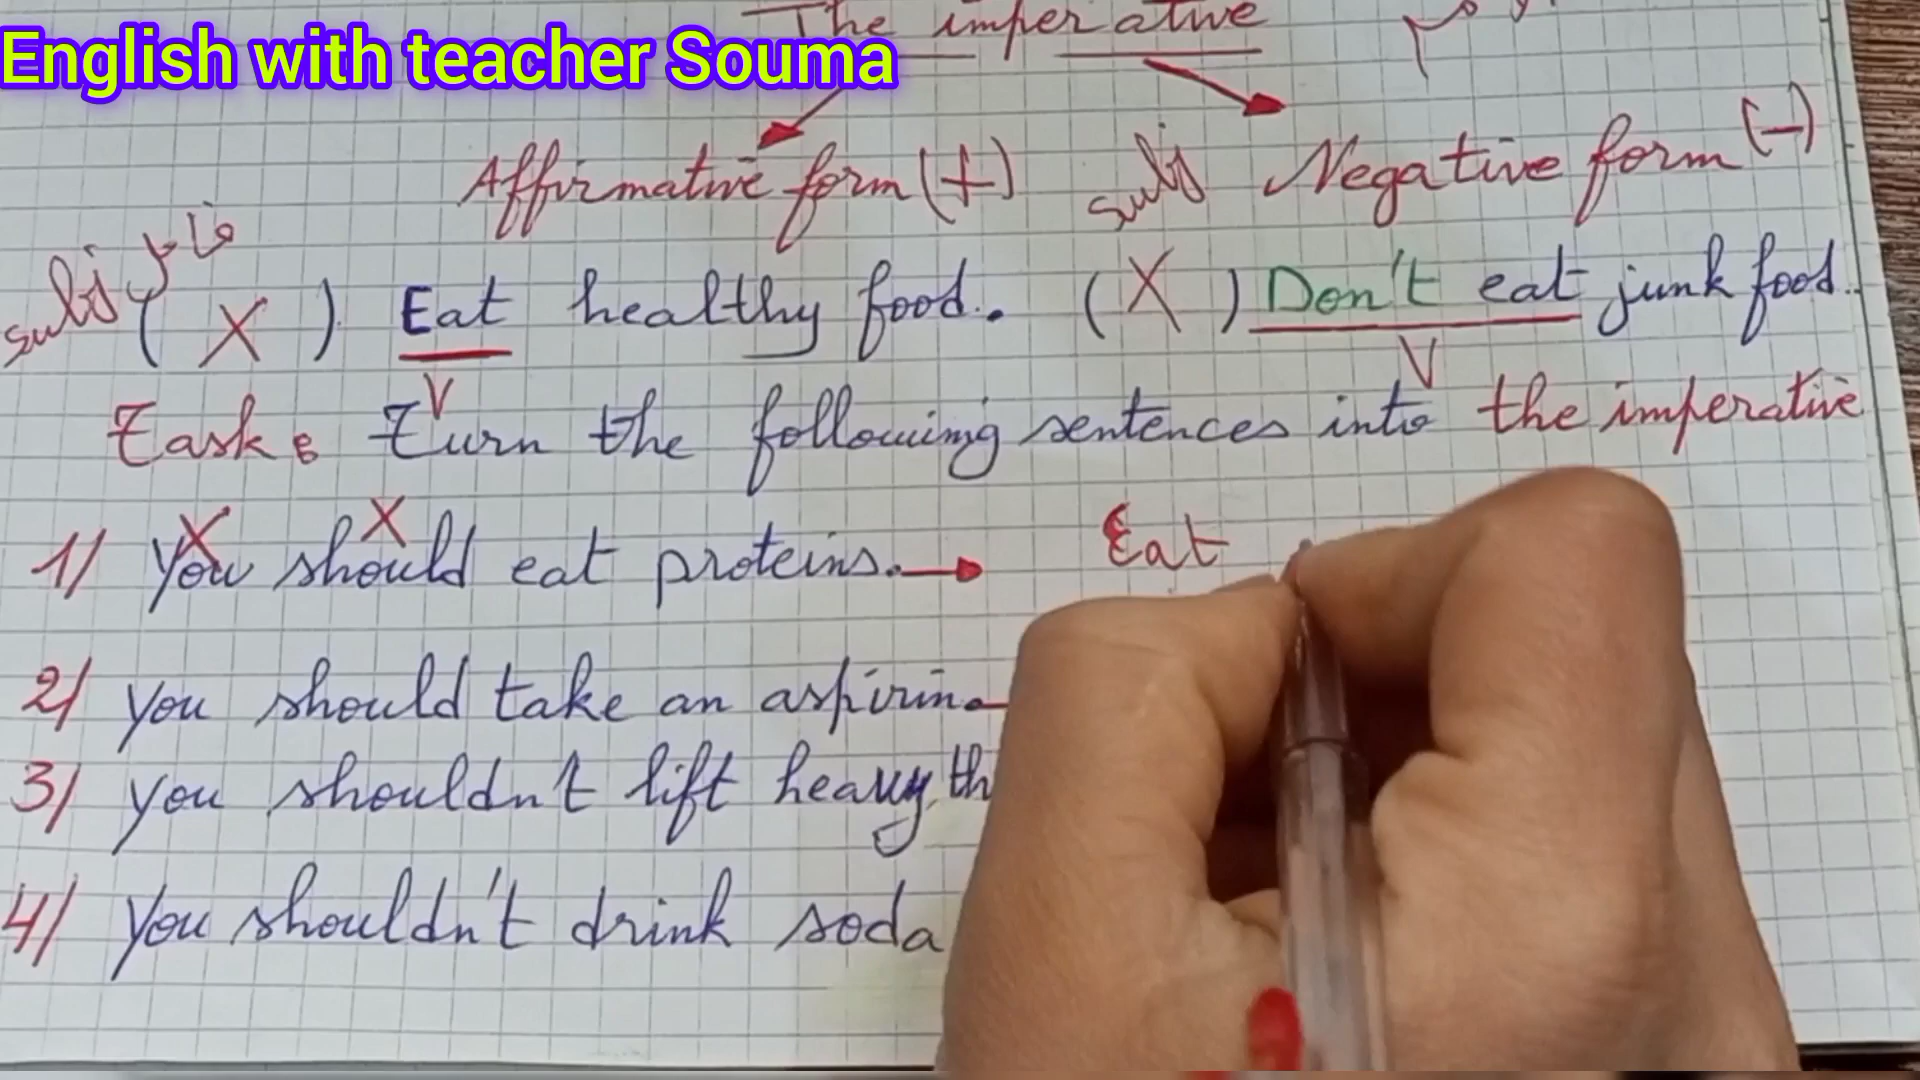 The imperative
English with teacher Souma
Affirmative form (+) subj Negative form (-)
subj
(X) Eat healthy food. (X) Don't eat junk food.
V V
Task: Turn the following sentences into the imperative
X X
1/ You should eat proteins. → Eat
2/ You should take an aspirin.
3/ You shouldn't lift heavy th
4/ You shouldn't drink soda